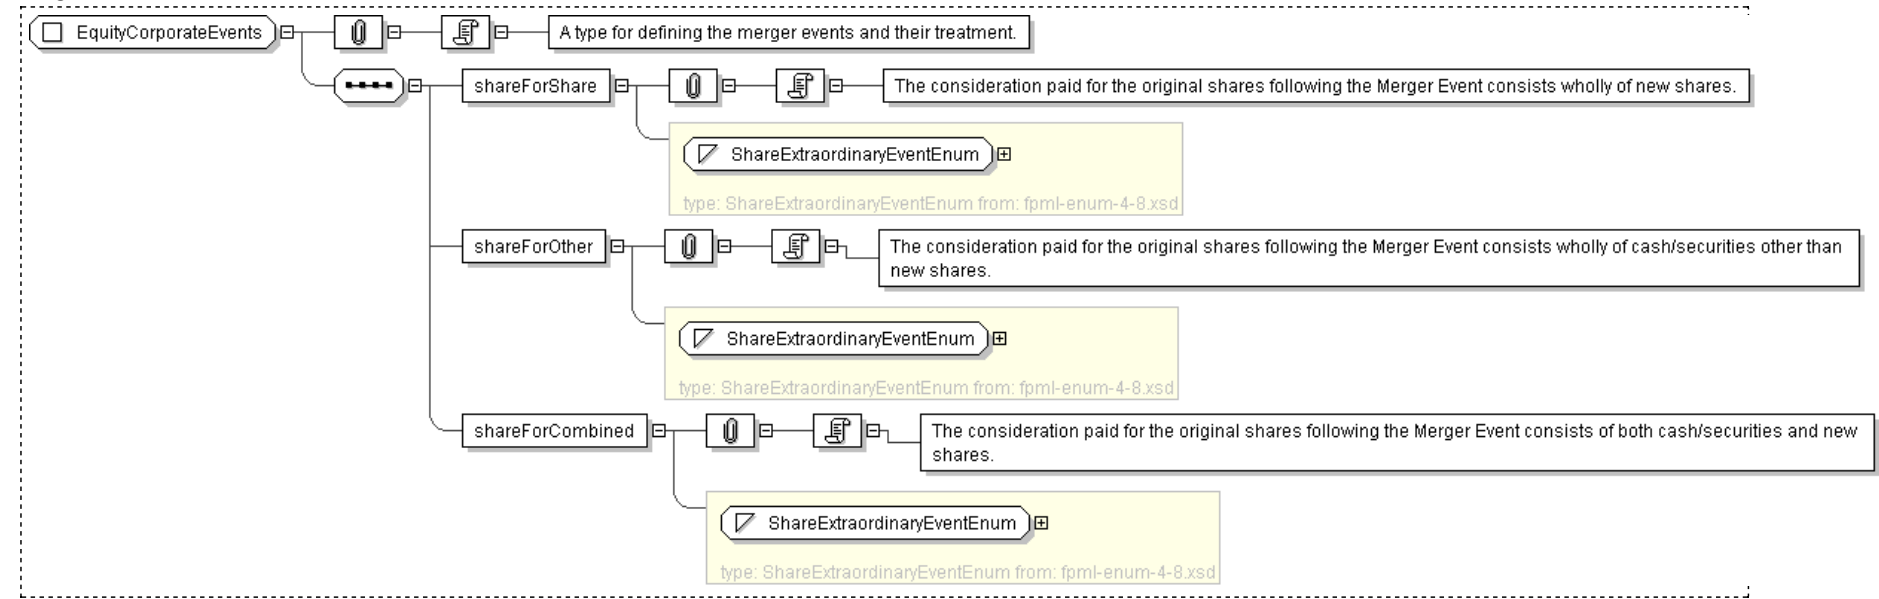 EquityCorporateEvents
A type for defining the merger events and their treatment.
shareForShare
The consideration paid for the original shares following the Merger Event consists wholly of new shares.
ShareExtraordinaryEventEnum
type: ShareExtraordinaryEventEnum from: fpml-enum-4-8.xsd
shareForOther
The consideration paid for the original shares following the Merger Event consists wholly of cash/securities other than
new shares.
ShareExtraordinaryEventEnum
type: ShareExtraordinaryEventEnum from: fpml-enum-4-8.xsd
shareForCombined
The consideration paid for the original shares following the Merger Event consists of both cash/securities and new
shares.
ShareExtraordinaryEventEnum
type: ShareExtraordinaryEventEnum from: fpml-enum-4-8.xsd